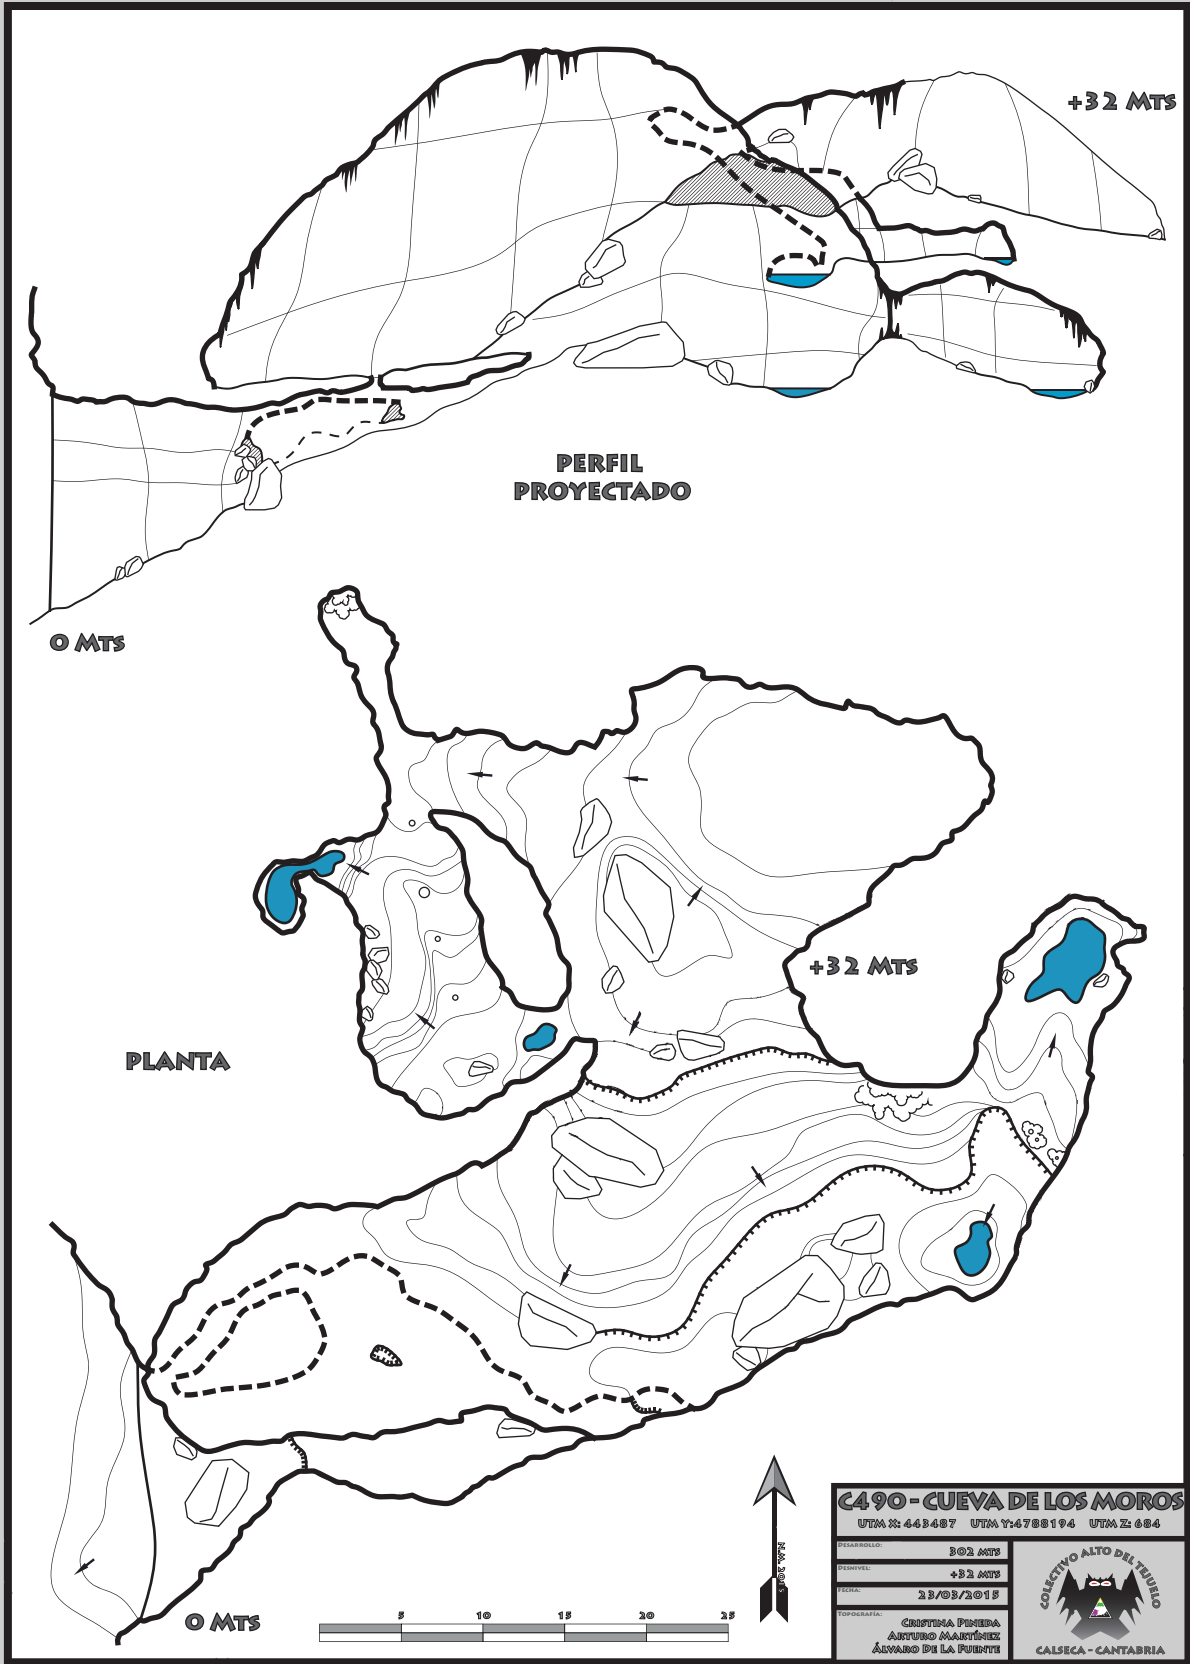 +32 Mts
PERFIL
PROYECTADO
0 Mts
+32 Mts
PLANTA
0 Mts
5 10 15 20 25
N.M. 2015
C490 - CUEVA DE LOS MOROS
UTM X: 443487 UTM Y:4788194 UTM Z: 684
Desarrollo:
302 mts
Desnivel:
+32 mts
Fecha:
23/03/2015
Topografía:
Cristina Pineda
Arturo Martínez
Álvaro De La Fuente
COLECTIVO ALTO DEL TEJUELO
CALSECA - CANTABRIA